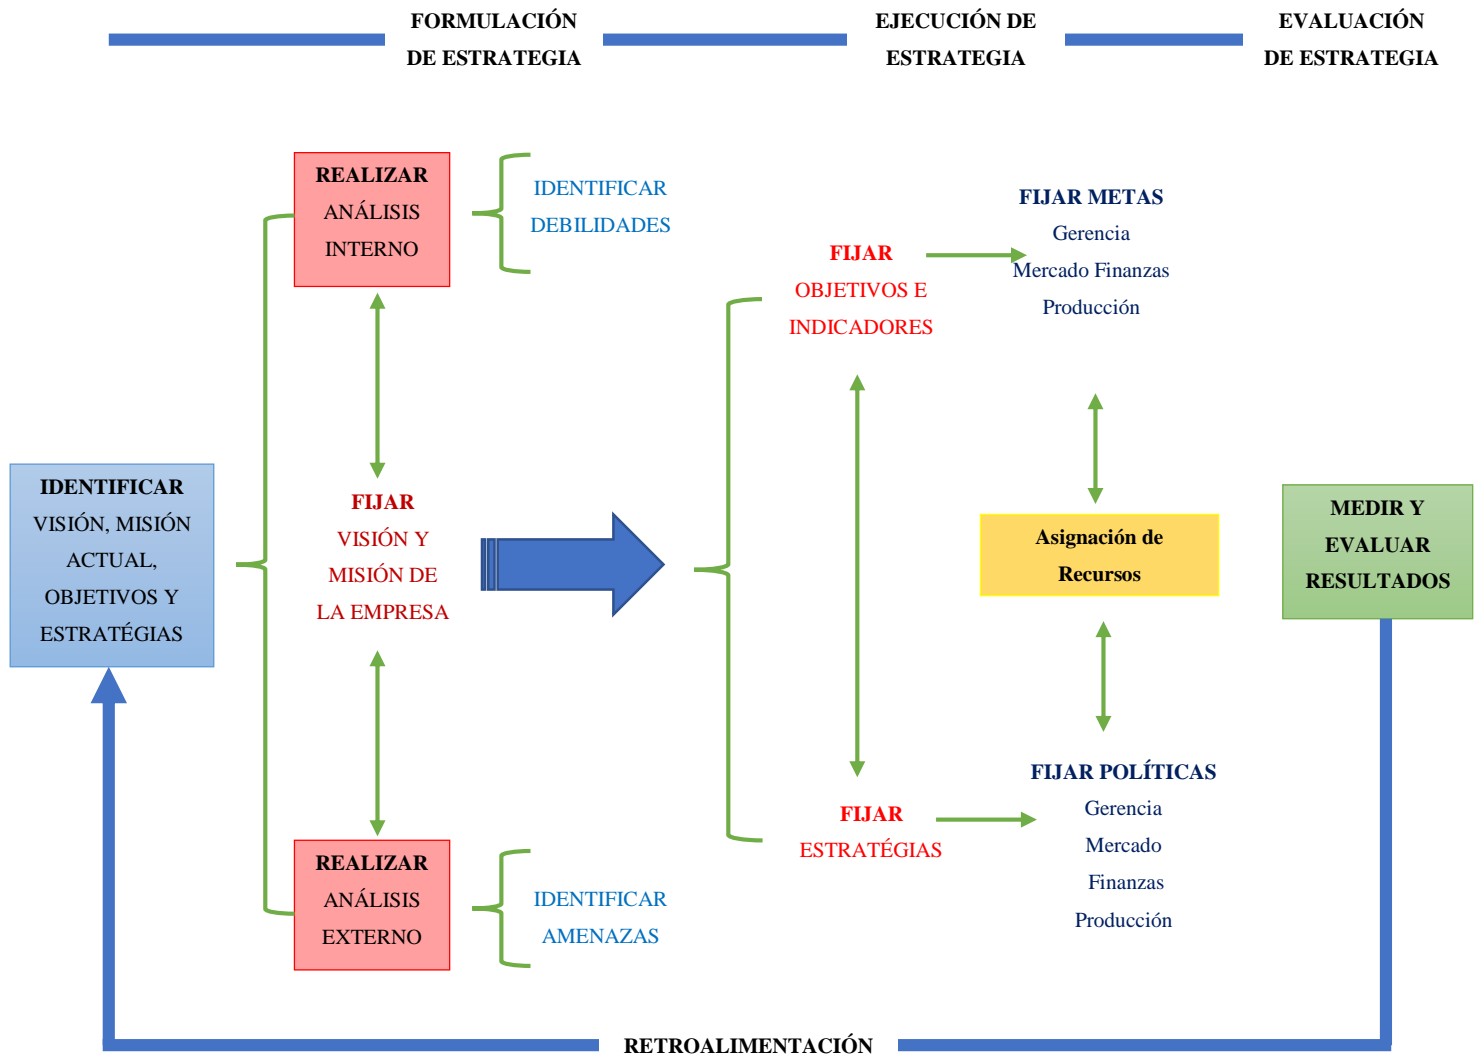 FORMULACIÓN
DE ESTRATEGIA
EJECUCIÓN DE
ESTRATEGIA
EVALUACIÓN
DE ESTRATEGIA
REALIZAR
ANÁLISIS
INTERNO
IDENTIFICAR
DEBILIDADES
FIJAR METAS
Gerencia
Mercado Finanzas
Producción
FIJAR
OBJETIVOS E
INDICADORES
IDENTIFICAR
VISIÓN, MISIÓN
ACTUAL,
OBJETIVOS Y
ESTRATÉGIAS
FIJAR
VISIÓN Y
MISIÓN DE
LA EMPRESA
Asignación de
Recursos
MEDIR Y
EVALUAR
RESULTADOS
FIJAR
ESTRATÉGIAS
FIJAR POLÍTICAS
Gerencia
Mercado
Finanzas
Producción
REALIZAR
ANÁLISIS
EXTERNO
IDENTIFICAR
AMENAZAS
RETROALIMENTACIÓN